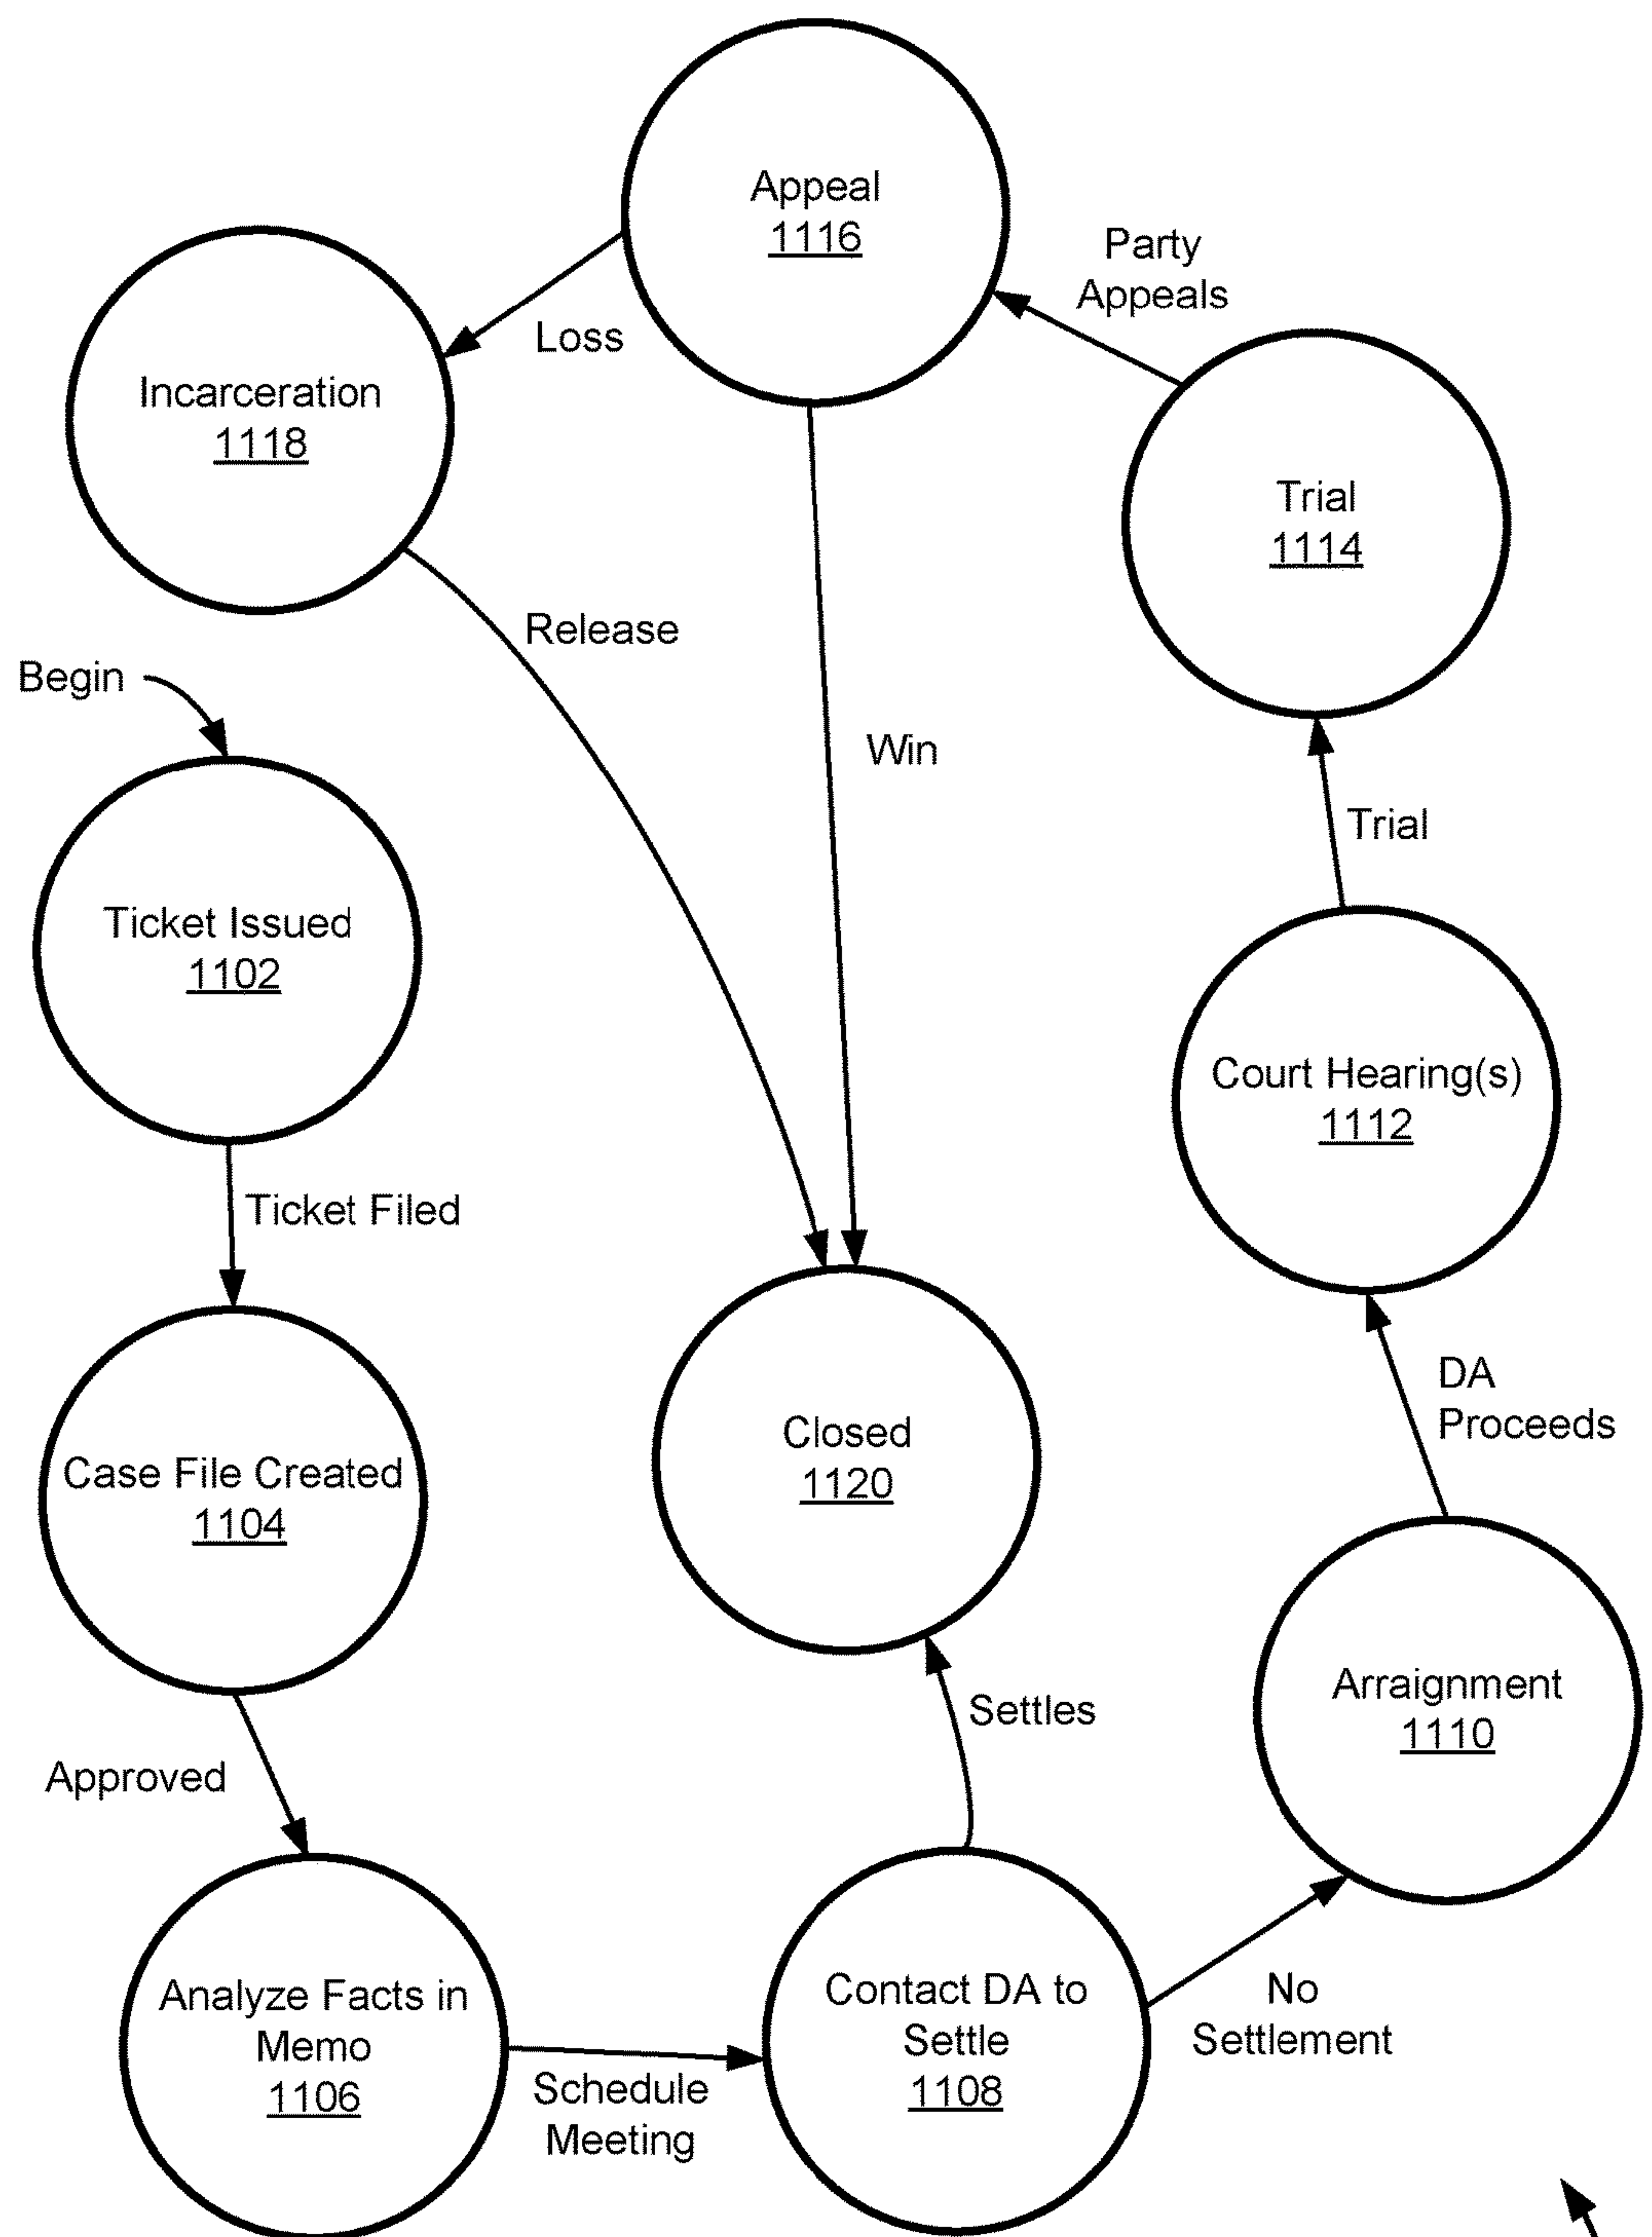 Appeal
1116
Party
Appeals
Loss
Incarceration
1118
Trial
1114
Release
Begin
Win
Trial
Ticket Issued
1102
Court Hearing(s)
1112
Ticket Filed
DA
Proceeds
Closed
1120
Case File Created
1104
Arraignment
1110
Settles
Approved
Analyze Facts in
Memo
1106
Contact DA to
Settle
1108
No
Settlement
Schedule
Meeting